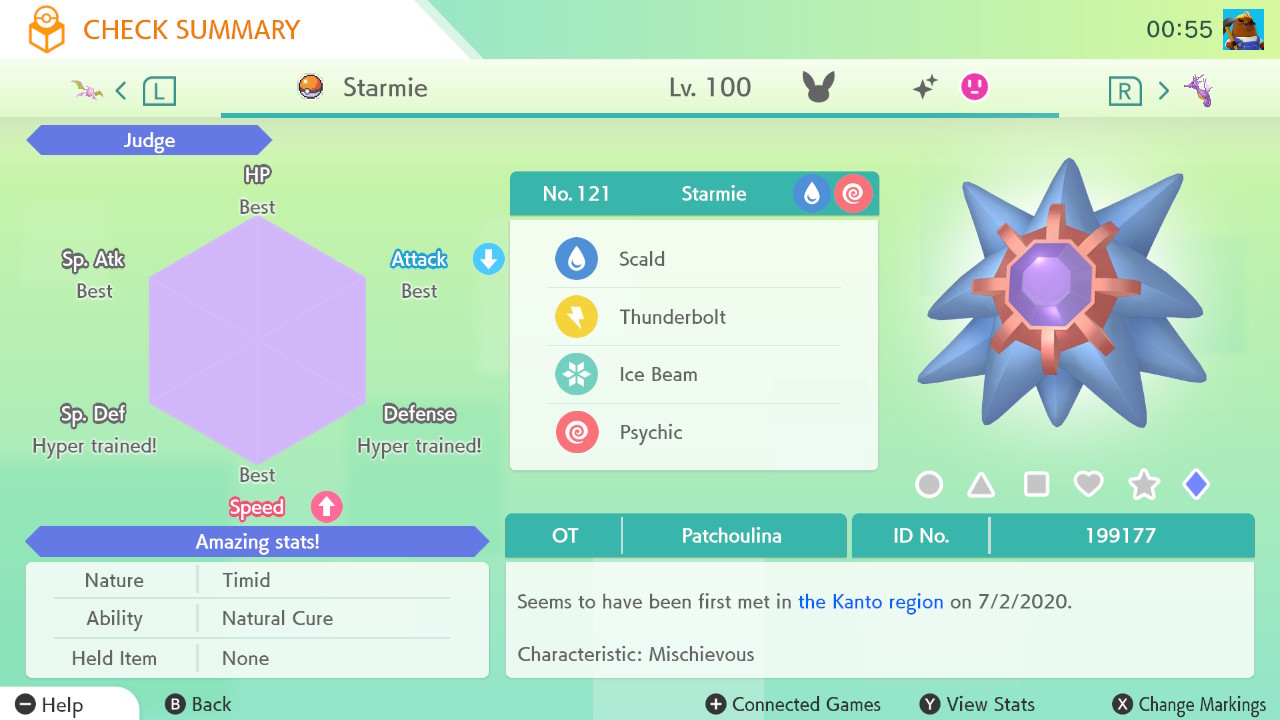 CHECK SUMMARY
00:55
L
Starmie
Lv. 100
R
Judge
HP
Best
Sp. Atk
Best
Attack
Best
Sp. Def
Hyper trained!
Defense
Hyper trained!
Best
Speed
Amazing stats!
Nature Timid
Ability Natural Cure
Held Item None
No. 121 Starmie
Scald
Thunderbolt
Ice Beam
Psychic
OT Patchoulina
ID No. 199177
Seems to have been first met in the Kanto region on 7/2/2020.
Characteristic: Mischievous
Help
B Back
Connected Games
Y View Stats
X Change Markings